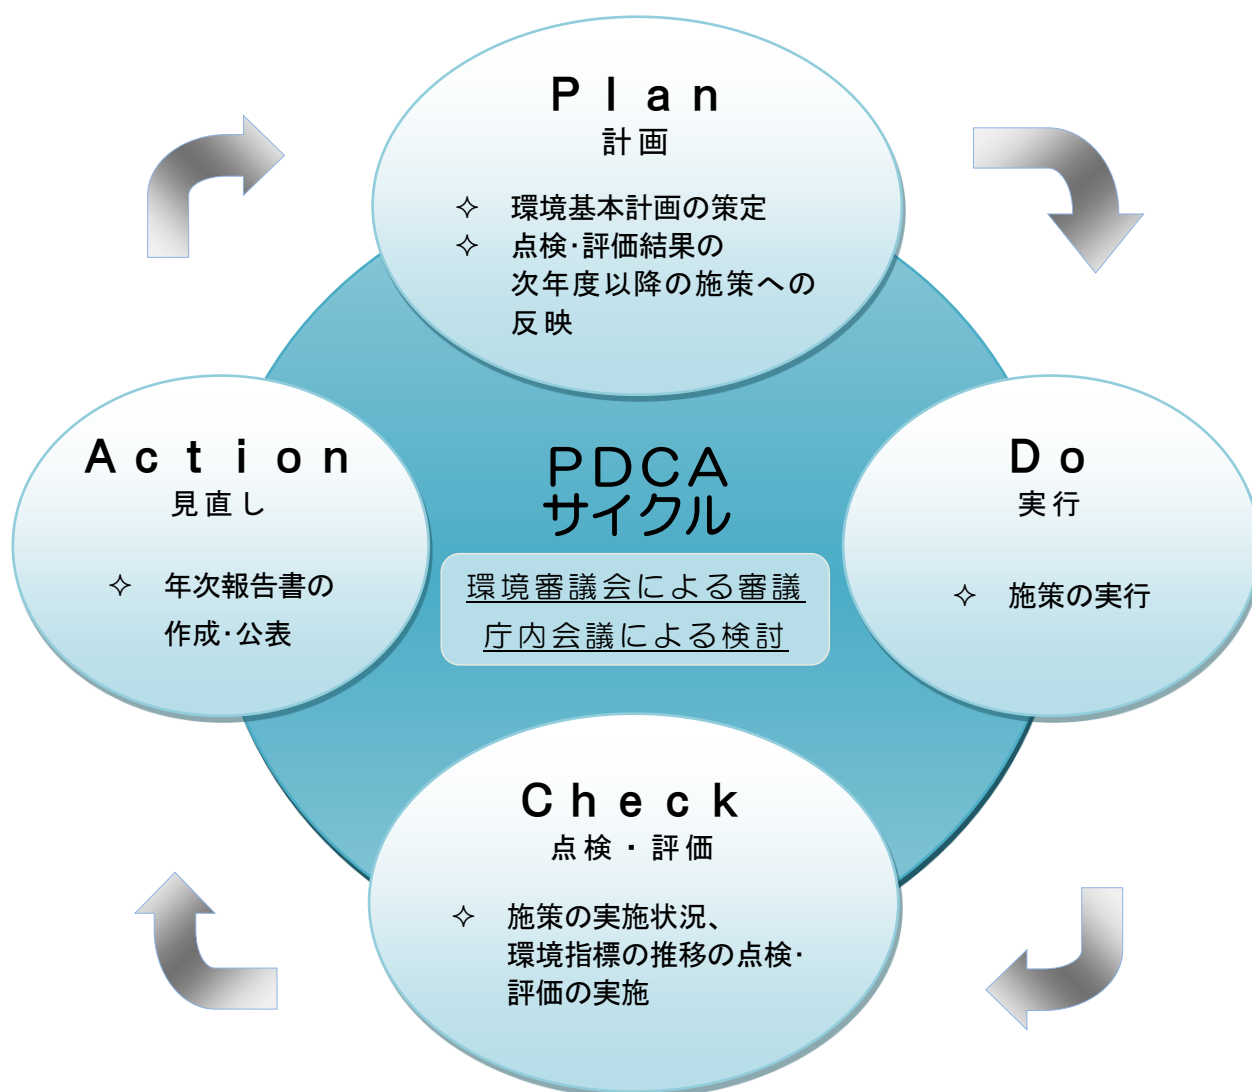 Plan
計画
✧ 環境基本計画の策定
✧ 点検・評価結果の
次年度以降の施策への
反映
Action
見直し
✧ 年次報告書の
作成・公表
PDCA
サイクル
環境審議会による審議
庁内会議による検討
Do
実行
✧ 施策の実行
Check
点検・評価
✧ 施策の実施状況、
環境指標の推移の点検・
評価の実施